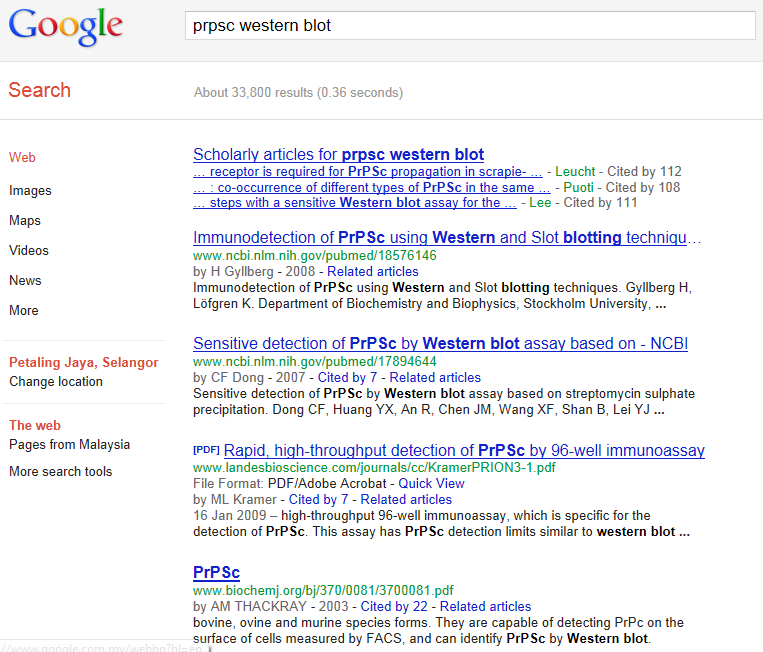 Google
prpsc western blot
Search
About 33,800 results (0.36 seconds)
Web
Images
Maps
Videos
News
More
Petaling Jaya, Selangor
Change location
The web
Pages from Malaysia
More search tools
Scholarly articles for prpsc western blot
... receptor is required for PrPSc propagation in scrapie- ... - Leucht - Cited by 112
... : co-occurrence of different types of PrPSc in the same ... - Puoti - Cited by 108
... steps with a sensitive Western blot assay for the ... - Lee - Cited by 111
Immunodetection of PrPSc using Western and Slot blotting techniqu...
www.ncbi.nlm.nih.gov/pubmed/18576146
by H Gyllberg - 2008 - Related articles
Immunodetection of PrPSc using Western and Slot blotting techniques. Gyllberg H,
Löfgren K. Department of Biochemistry and Biophysics, Stockholm University, ...
Sensitive detection of PrPSc by Western blot assay based on - NCBI
www.ncbi.nlm.nih.gov/pubmed/17894644
by CF Dong - 2007 - Cited by 7 - Related articles
Sensitive detection of PrPSc by Western blot assay based on streptomycin sulphate
precipitation. Dong CF, Huang YX, An R, Chen JM, Wang XF, Shan B, Lei YJ ...
[PDF] Rapid, high-throughput detection of PrPSc by 96-well immunoassay
www.landesbioscience.com/journals/cc/KramerPRION3-1.pdf
File Format: PDF/Adobe Acrobat - Quick View
by ML Kramer - Cited by 7 - Related articles
16 Jan 2009 – high-throughput 96-well immunoassay, which is specific for the
detection of PrPSc. This assay has PrPSc detection limits similar to western blot ...
PrPSc
www.biochemj.org/bj/370/0081/3700081.pdf
by AM THACKRAY - 2003 - Cited by 22 - Related articles
bovine, ovine and murine species forms. They are capable of detecting PrPc on the
surface of cells measured by FACS, and can identify PrPSc by Western blot.
//www.google.com.my/webhp?hl=en